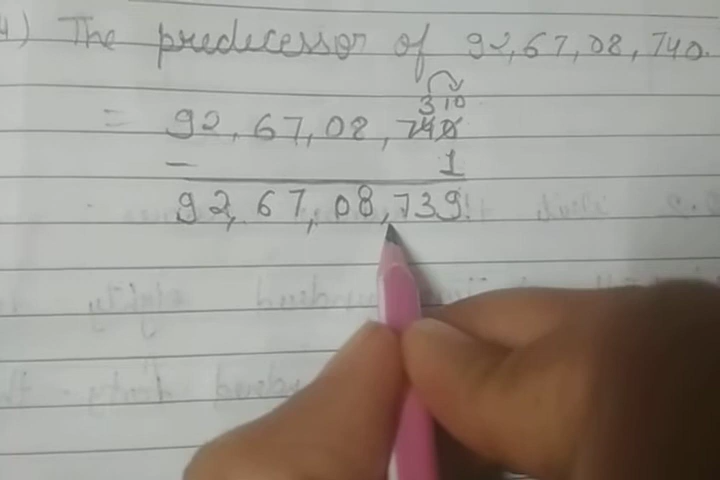 4) The predecessor of 92,67,08,740.
3 10
= 92,67,08,740
- 1
92,67,08,739